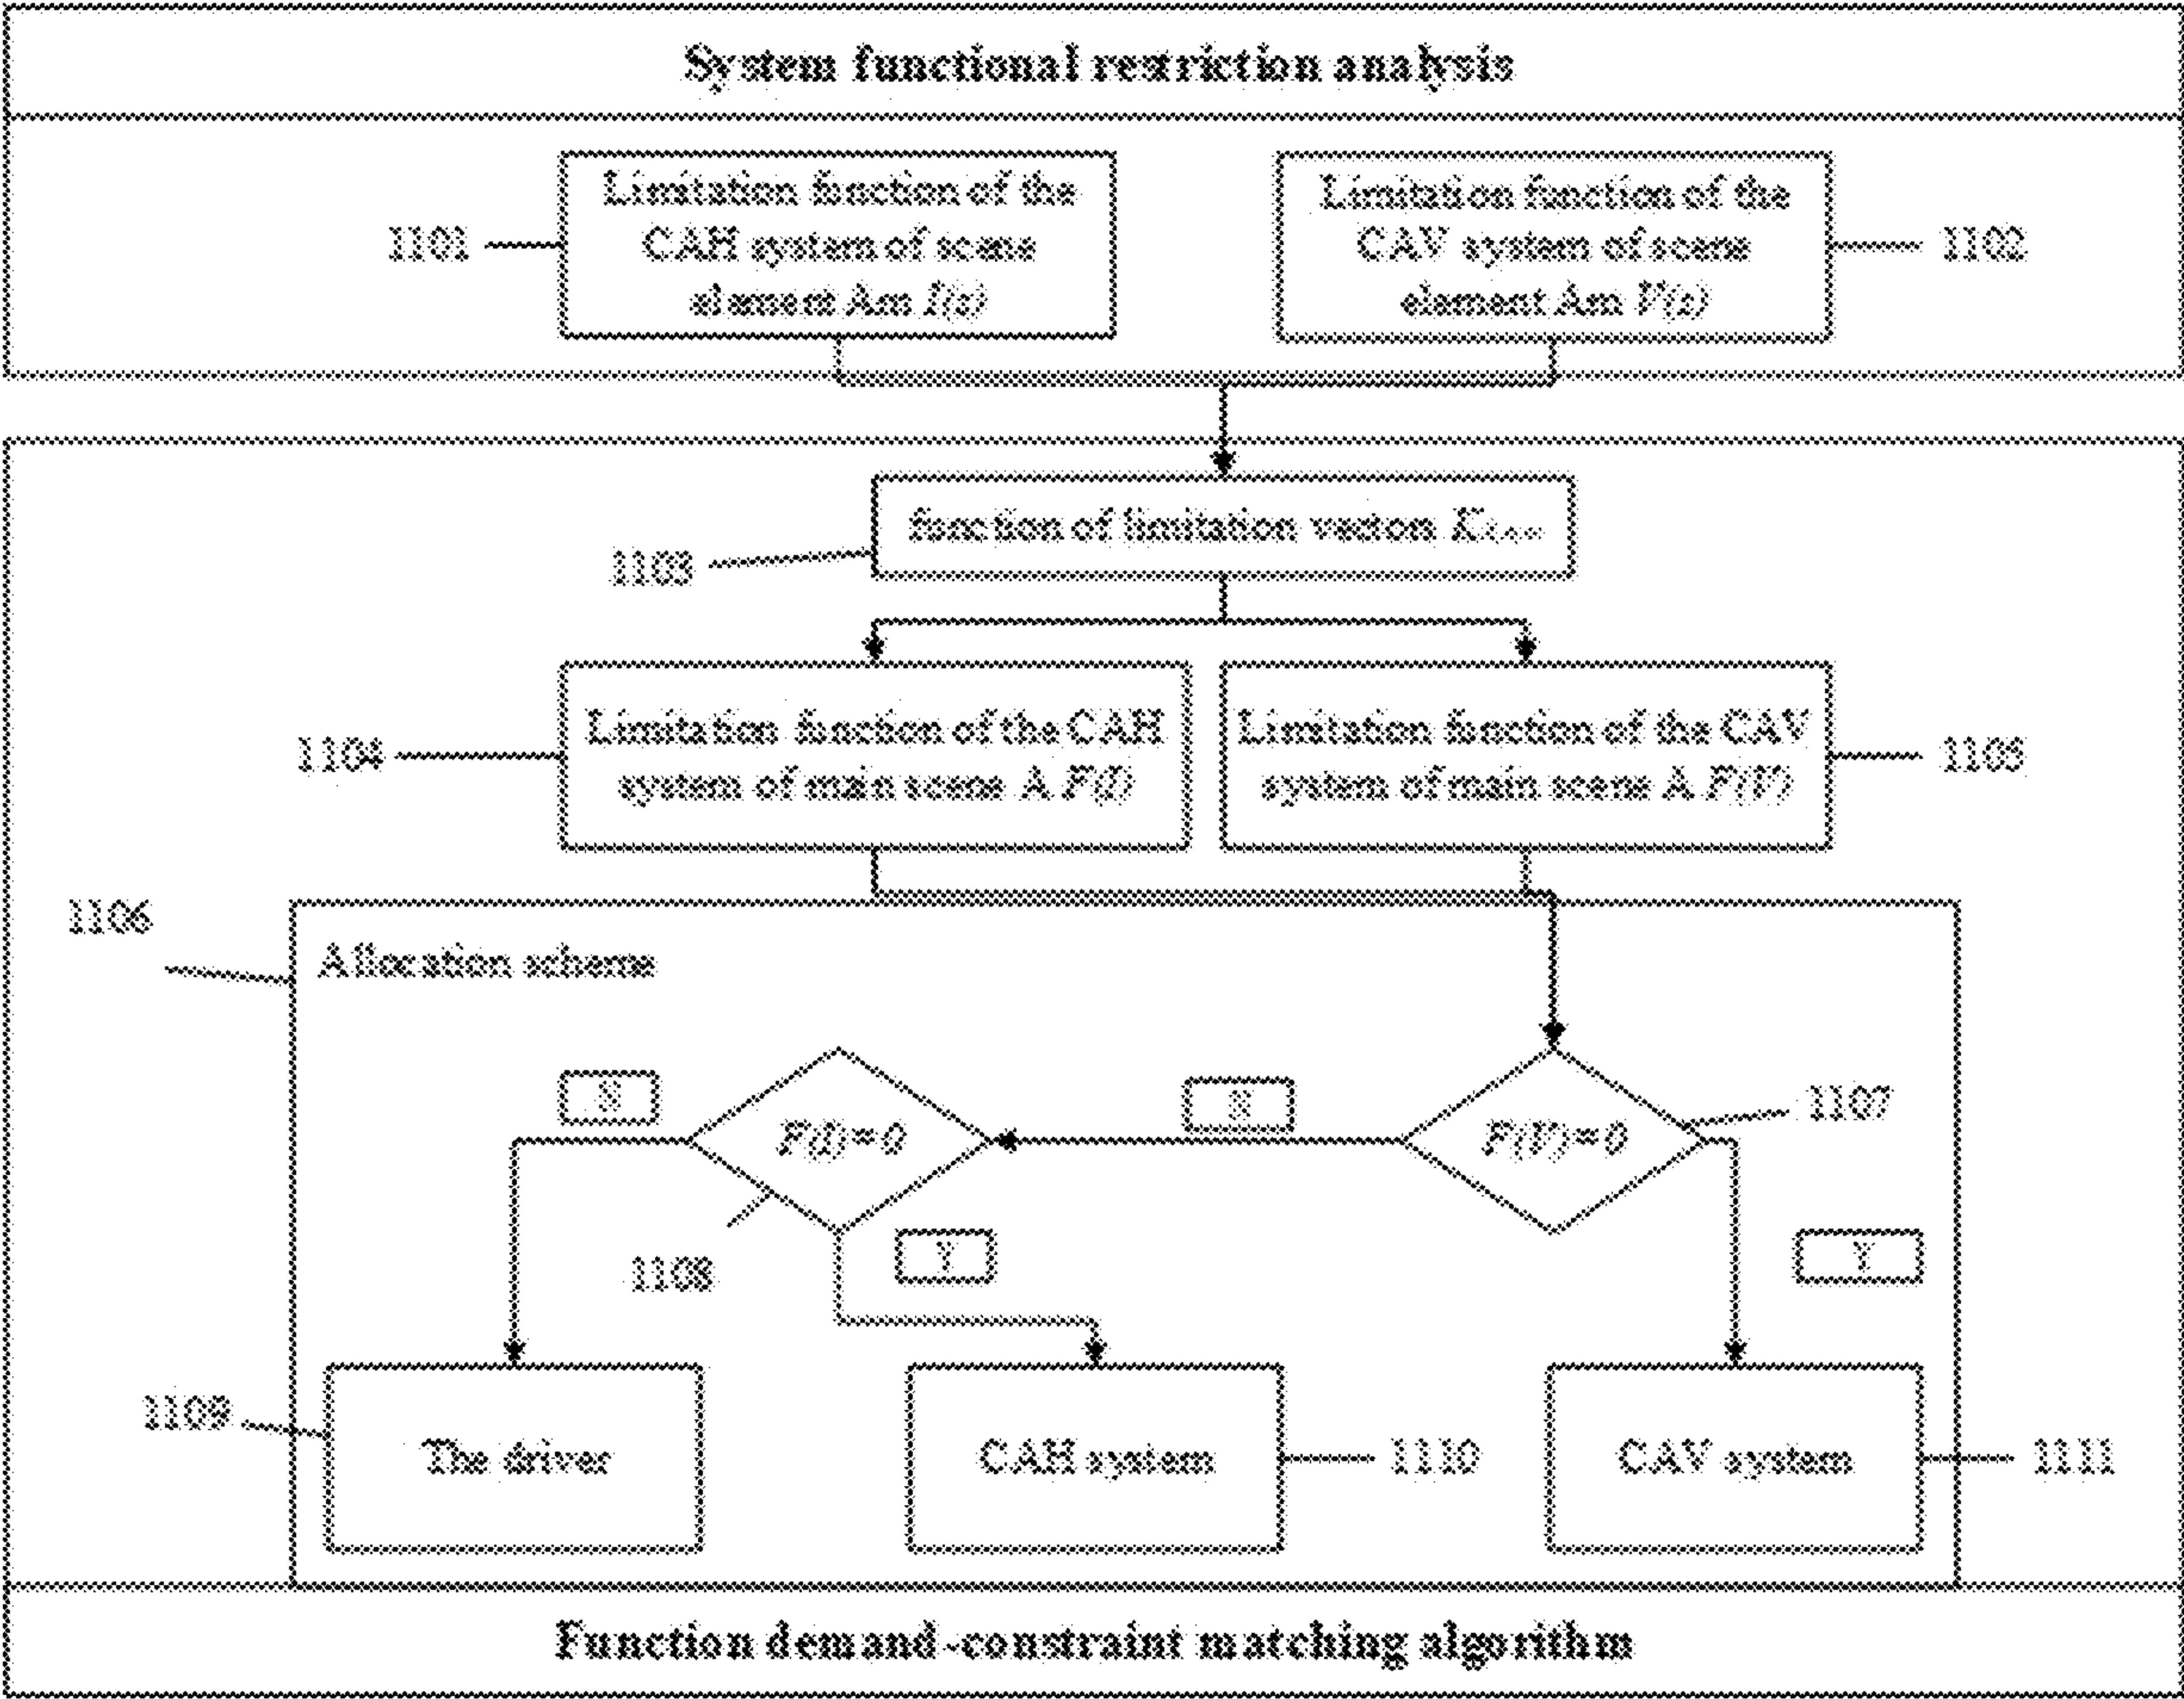 System functional restriction analysis
Limitation function of the
CAH system of scene
element Am I(s)
1101
Limitation function of the
CAV system of scene
element Am V(s)
1102
function of limitation vectors
1103
Limitation function of the CAH
system of main scene A F(I)
1104
Limitation function of the CAV
system of main scene A F(V)
1105
1106
Allocation scheme
N
F(I)=0
N
F(V)=0
1107
1108
Y
Y
1109
The driver
CAH system
1110
CAV system
1111
Function demand-constraint matching algorithm